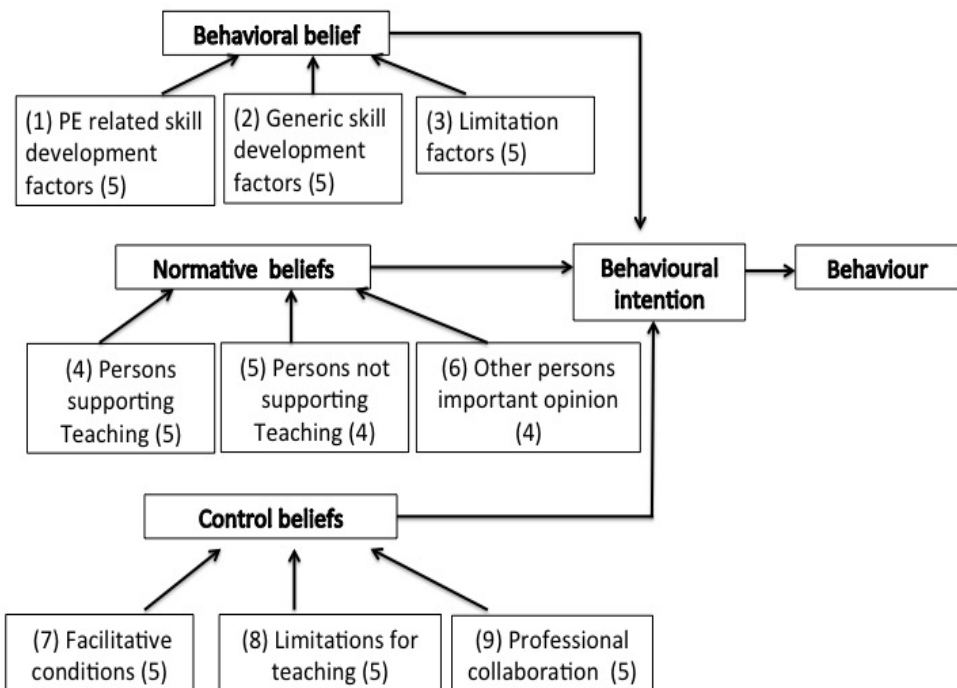 Behavioral belief
(1) PE related skill
development
factors (5)
(2) Generic skill
development
factors (5)
(3) Limitation
factors (5)
Normative beliefs
Behavioural
intention
Behaviour
(4) Persons
supporting
Teaching (5)
(5) Persons not
supporting
Teaching (4)
(6) Other persons
important opinion
(4)
Control beliefs
(7) Facilitative
conditions (5)
(8) Limitations for
teaching (5)
(9) Professional
collaboration (5)